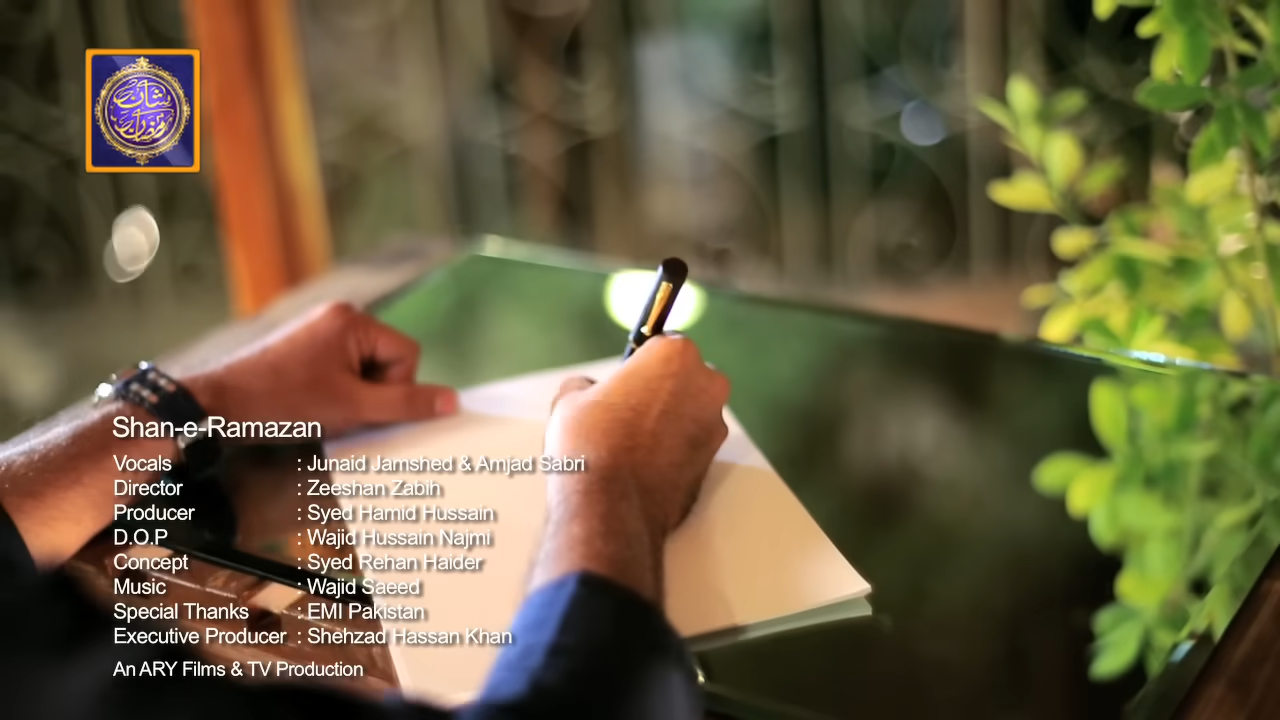 شان
رمضان
Shan-e-Ramazan
Vocals : Junaid Jamshed & Amjad Sabri
Director : Zeeshan Zabih
Producer : Syed Hamid Hussain
D.O.P : Wajid Hussain Najmi
Concept : Syed Rehan Haider
Music : Wajid Saeed
Special Thanks : EMI Pakistan
Executive Producer : Shehzad Hassan Khan
An ARY Films & TV Production